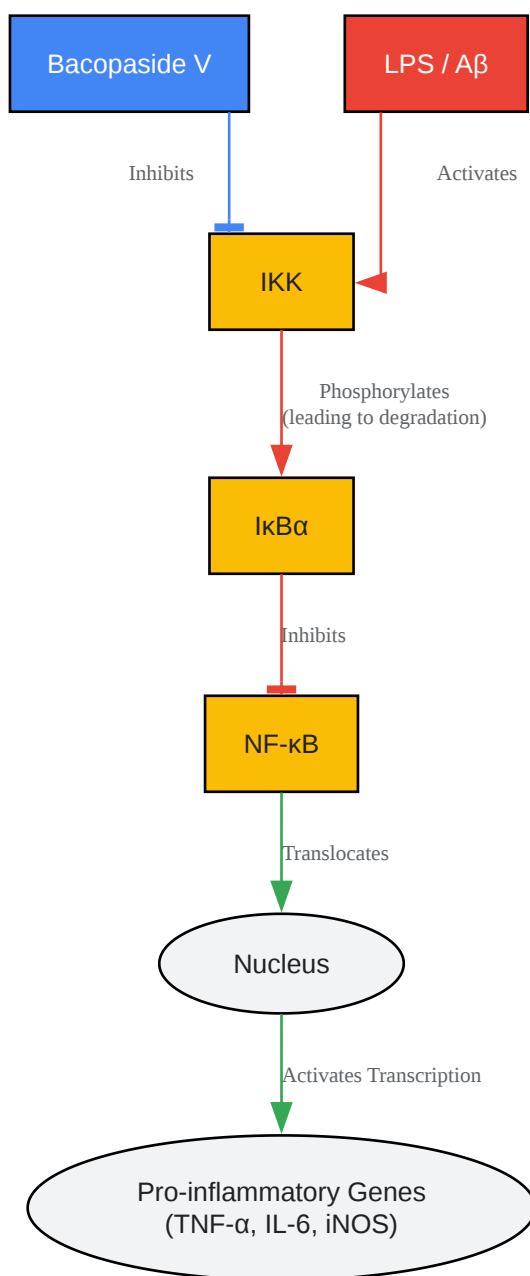 Bacopaside V
LPS / Aβ
Inhibits
Activates
IKK
Phosphorylates
(leading to degradation)
IκBα
Inhibits
NF-κB
Translocates
Nucleus
Activates Transcription
Pro-inflammatory Genes
(TNF-α, IL-6, iNOS)